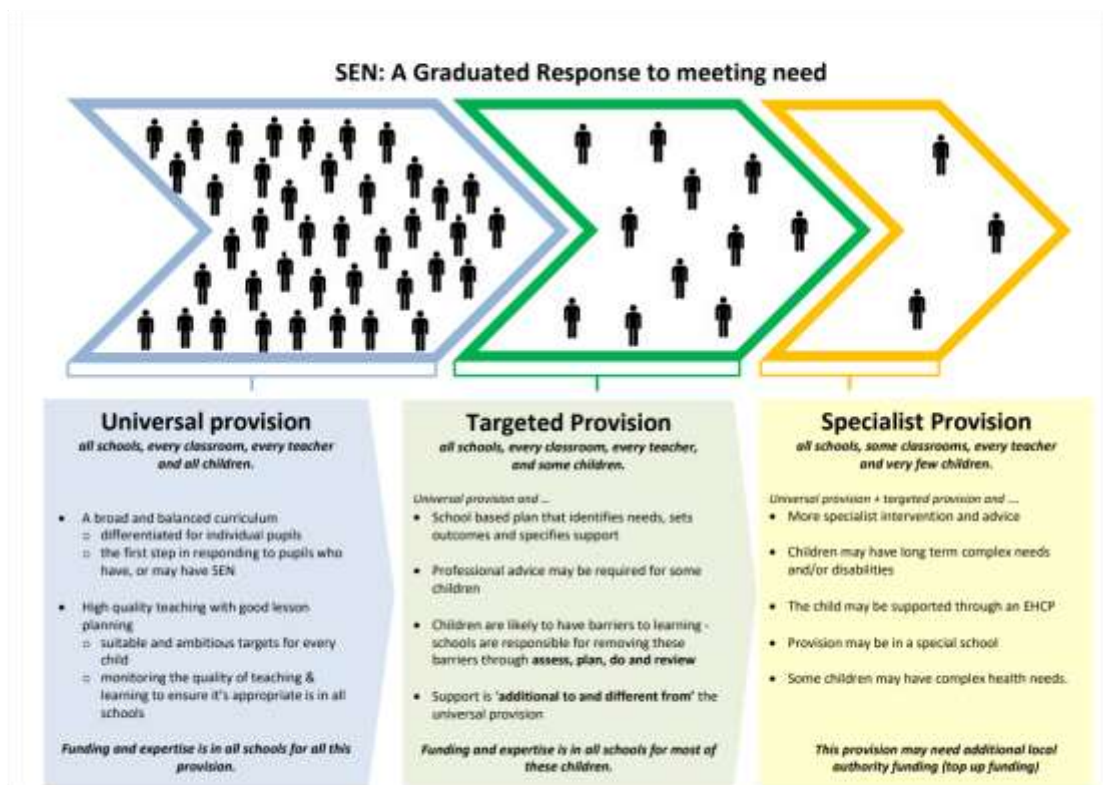 SEN: A Graduated Response to meeting need
Universal provision
all schools, every classroom, every teacher
and all children.
• A broad and balanced curriculum
o differentiated for individual pupils
o the first step in responding to pupils who
have, or may have SEN
• High quality teaching with good lesson
planning
o suitable and ambitious targets for every
child
o monitoring the quality of teaching &
learning to ensure it's appropriate is in all
schools
Funding and expertise is in all schools for all this
provision.
Targeted Provision
all schools, every classroom, every teacher,
and some children.
Universal provision and ...
• School based plan that identifies needs, sets
outcomes and specifies support
• Professional advice may be required for some
children
• Children are likely to have barriers to learning -
schools are responsible for removing these
barriers through assess, plan, do and review
• Support is 'additional to and different from' the
universal provision
Funding and expertise is in all schools for most of
these children.
Specialist Provision
all schools, some classrooms, every teacher
and very few children.
Universal provision + targeted provision and ....
• More specialist intervention and advice
• Children may have long term complex needs
and/or disabilities
• The child may be supported through an EHCP
• Provision may be in a special school
• Some children may have complex health needs.
This provision may need additional local
authority funding (top up funding)